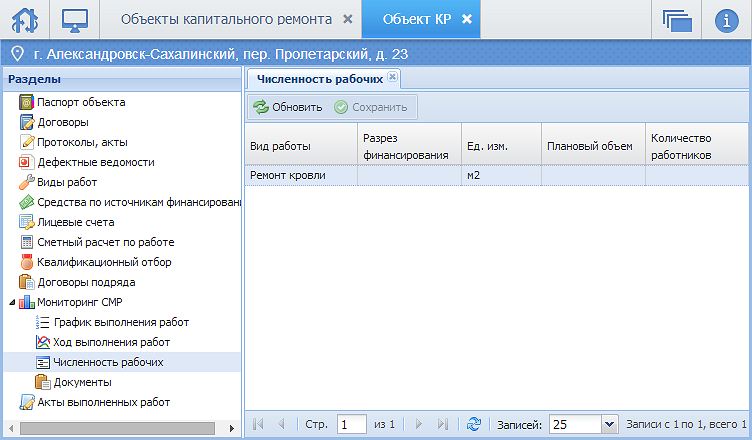 Объекты капитального ремонта
Объект КР
г. Александровск-Сахалинский, пер. Пролетарский, д. 23
Разделы
Паспорт объекта
Договоры
Протоколы, акты
Дефектные ведомости
Виды работ
Средства по источникам финансирован
Лицевые счета
Сметный расчет по работе
Квалификационный отбор
Договоры подряда
Мониторинг СМР
График выполнения работ
Ход выполнения работ
Численность рабочих
Документы
Акты выполненных работ
Численность рабочих
Обновить Сохранить
Вид работы
Разрез
финансирования
Ед. изм.
Плановый объем
Количество
работников
Ремонт кровли м2
Стр. 1 из 1 Записей: 25 Записи с 1 по 1, всего 1